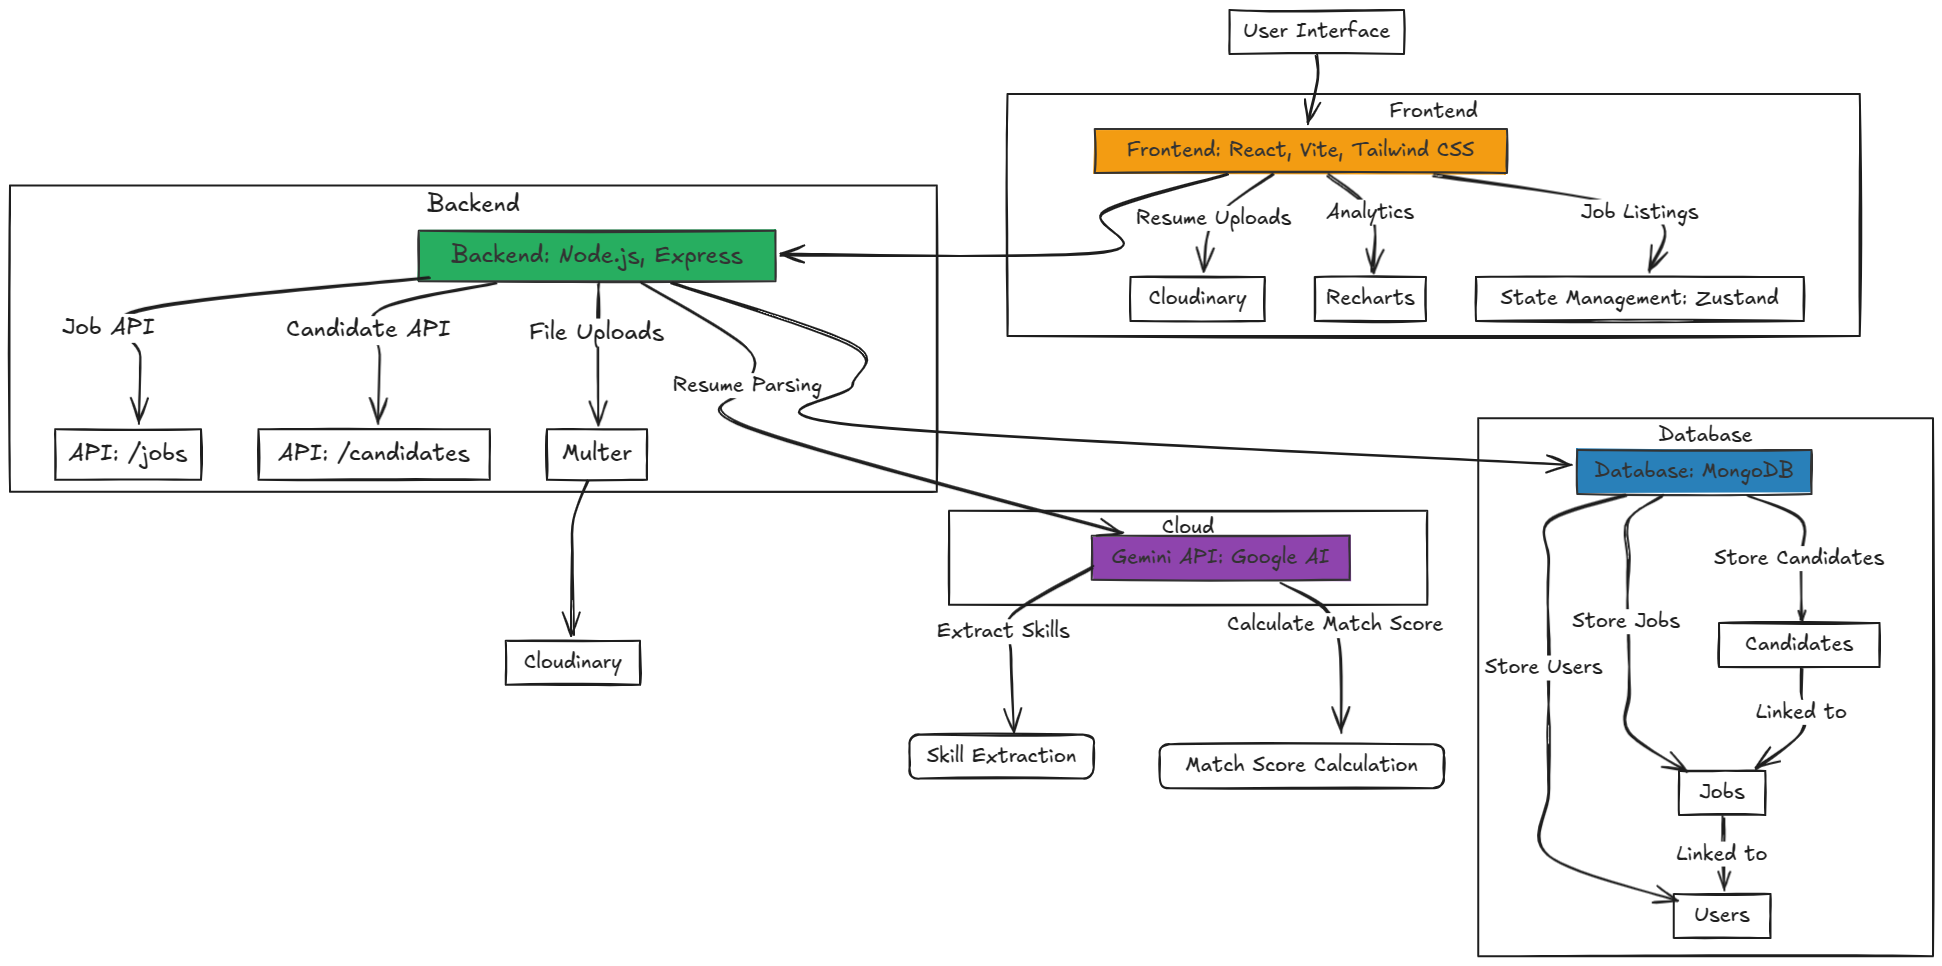 User Interface
Frontend
Frontend: React, Vite, Tailwind CSS
Resume Uploads
Analytics
Job Listings
Cloudinary
Recharts
State Management: Zustand
Backend
Backend: Node.js, Express
Job API
Candidate API
File Uploads
Resume Parsing
API: /jobs
API: /candidates
Multer
Cloudinary
Cloud
Gemini API: Google AI
Extract Skills
Calculate Match Score
Skill Extraction
Match Score Calculation
Database
Database: MongoDB
Store Candidates
Store Jobs
Store Users
Candidates
Linked to
Jobs
Linked to
Users